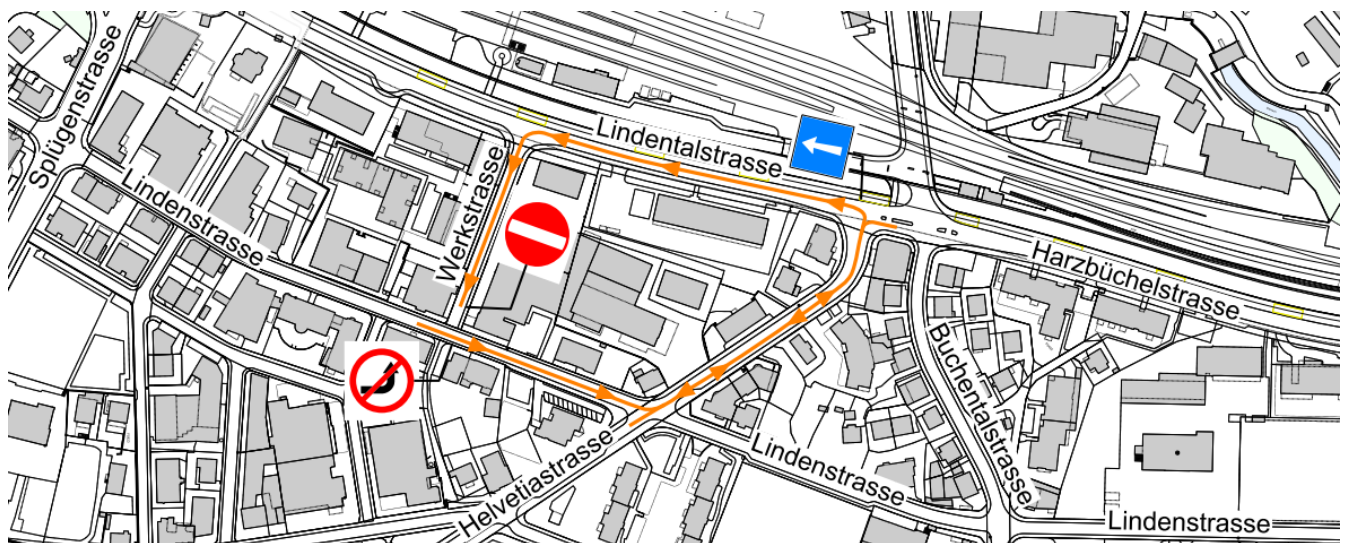 Splügenstrasse
Lindenstrasse
Werkstrasse
Lindentalstrasse
Harzbüchelstrasse
Buchentalstrasse
Helvetiastrasse
Lindenstrasse
Lindenstrasse